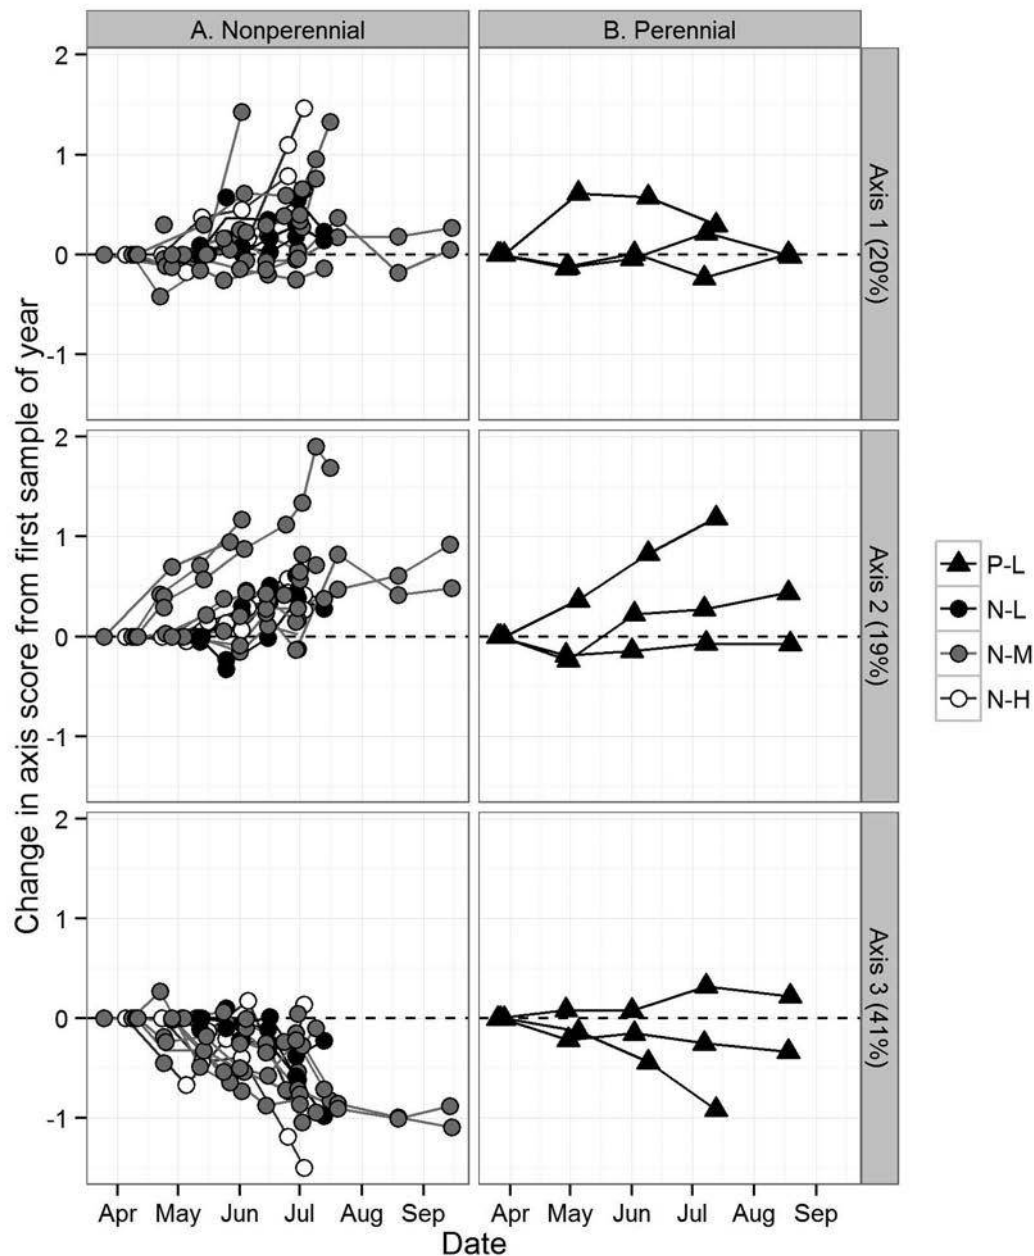 A. Nonperennial
B. Perennial
Change in axis score from first sample of year
2
1
0
-1
Axis 1 (20%)
2
1
0
-1
Axis 2 (19%)
2
1
0
-1
Axis 3 (41%)
Apr May Jun Jul Aug Sep
Apr May Jun Jul Aug Sep
Date
P-L
N-L
N-M
N-H